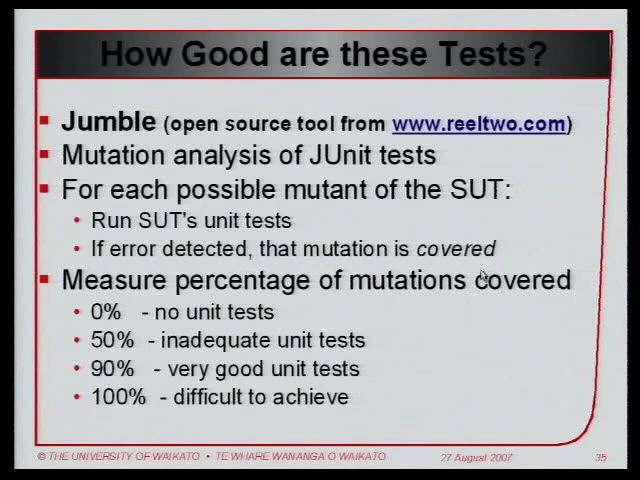 How Good are these Tests?
Jumble (open source tool from www.reeltwo.com)
Mutation analysis of JUnit tests
For each possible mutant of the SUT:
Run SUT's unit tests
If error detected, that mutation is covered
Measure percentage of mutations covered
0% - no unit tests
50% - inadequate unit tests
90% - very good unit tests
100% - difficult to achieve
© THE UNIVERSITY OF WAIKATO • TE WHARE WANANGA O WAIKATO 27 August 2007 35